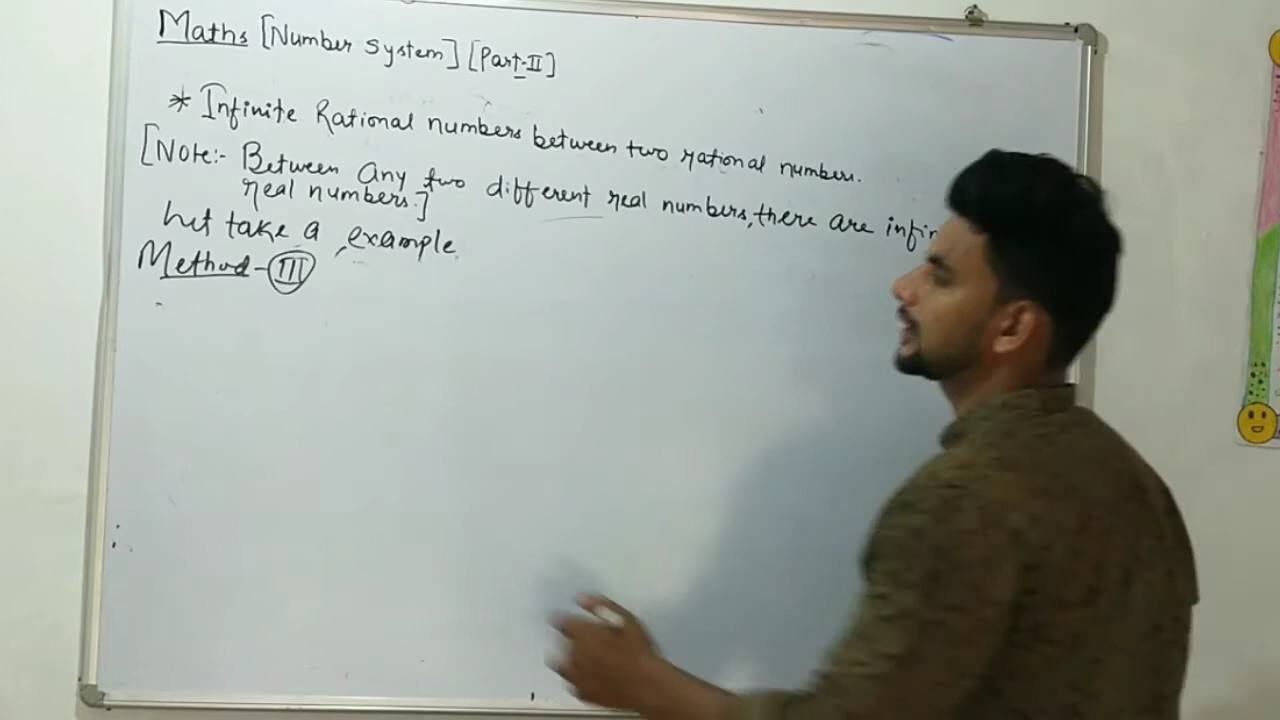 Maths [Number System] [Part-II]
* Infinite Rational numbers between two rational numbers.
[Note:- Between any two different real numbers, there are
real numbers.]
Let take a example.
Method-III